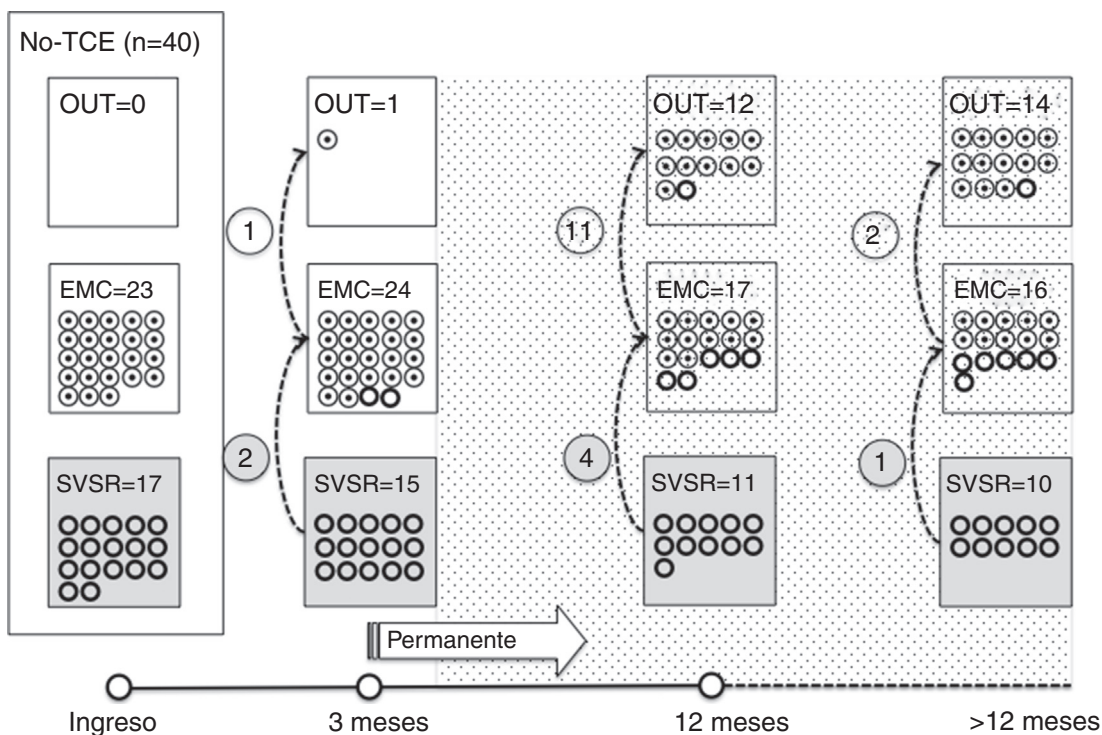 No-TCE (n=40)
OUT=0
OUT=1
OUT=12
OUT=14
1
11
2
EMC=23
EMC=24
EMC=17
EMC=16
2
4
1
SVSR=17
SVSR=15
SVSR=11
SVSR=10
Permanente
Ingreso
3 meses
12 meses
>12 meses